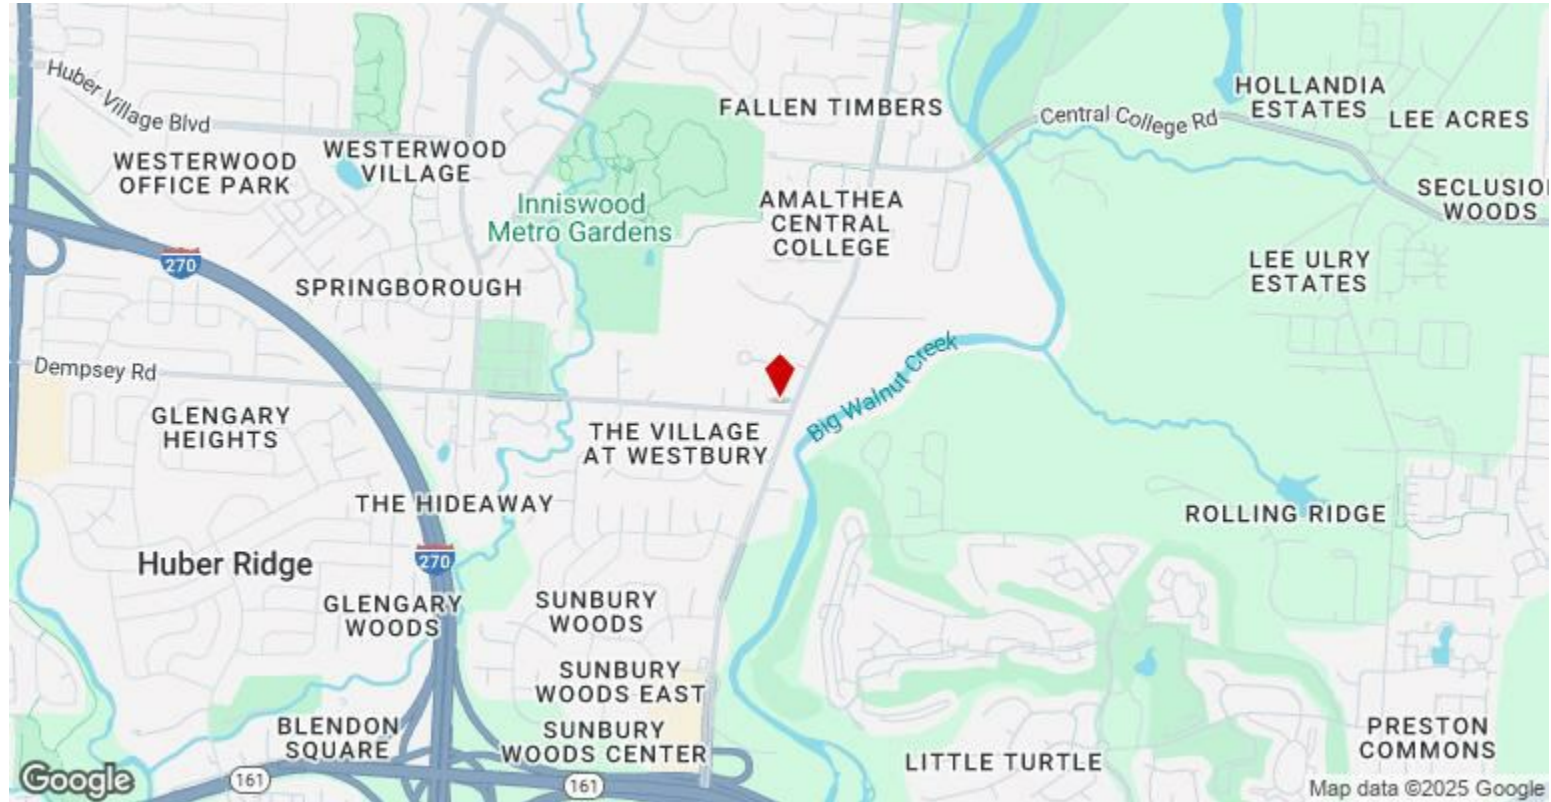 Huber Village Blvd
WESTERWOOD
OFFICE PARK
WESTERWOOD
VILLAGE
FALLEN TIMBERS
Central College Rd
HOLLANDIA
ESTATES
LEE ACRES
Inniswood
Metro Gardens
AMALTHEA
CENTRAL
COLLEGE
SECLUSIO
WOODS
270
SPRINGBOROUGH
LEE ULRY
ESTATES
Dempsey Rd
Big Walnut Creek
GLENGARY
HEIGHTS
THE VILLAGE
AT WESTBURY
THE HIDEAWAY
ROLLING RIDGE
Huber Ridge
270
GLENGARY
WOODS
SUNBURY
WOODS
SUNBURY
WOODS EAST
BLENDON
SQUARE
SUNBURY
WOODS CENTER
LITTLE TURTLE
PRESTON
COMMONS
Google
161
161
Map data ©2025 Google